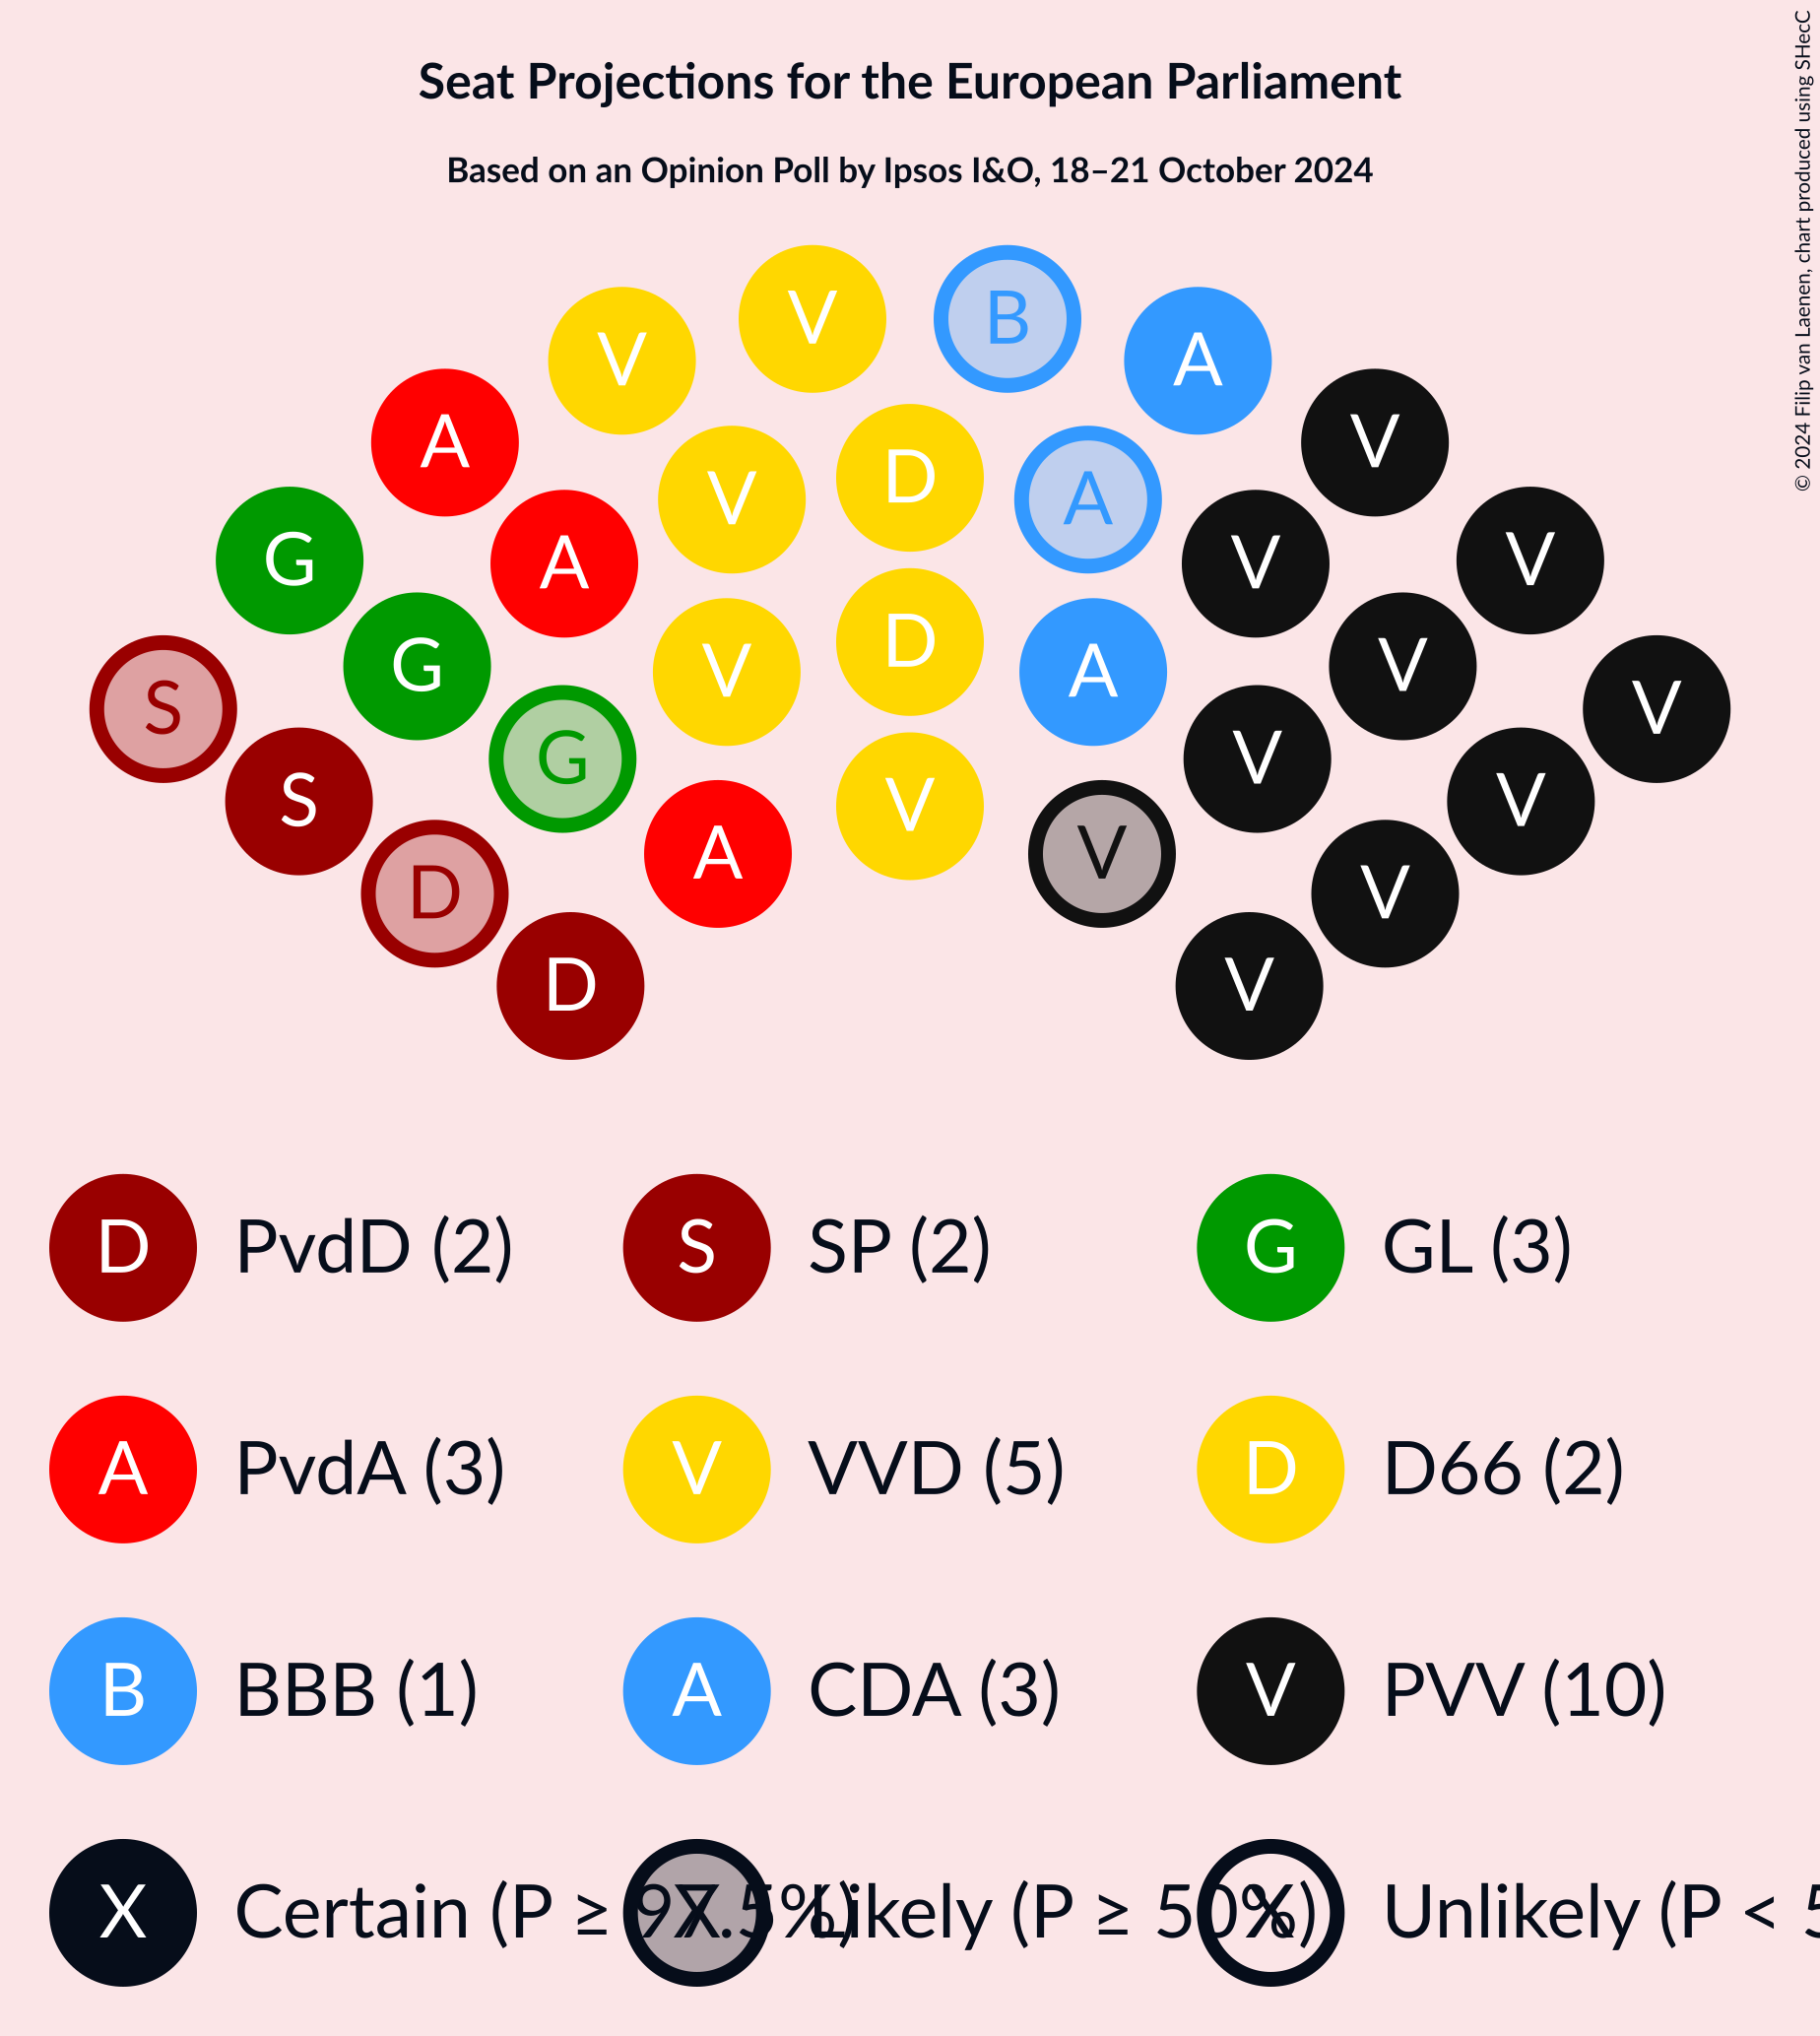 Seat Projections for the European Parliament
Based on an Opinion Poll by Ipsos I&O, 18–21 October 2024
© 2024 Filip van Laenen, chart produced using SHecC
V V B A
A V D A V V
G A V D A V V
S G G V V V V
S D A V V V V
D V
D PvdD (2) S SP (2) G GL (3)
A PvdA (3) V VVD (5) D D66 (2)
B BBB (1) A CDA (3) V PVV (10)
X Certain (P ≥ 97.5%) X Likely (P ≥ 50%) X Unlikely (P < 5